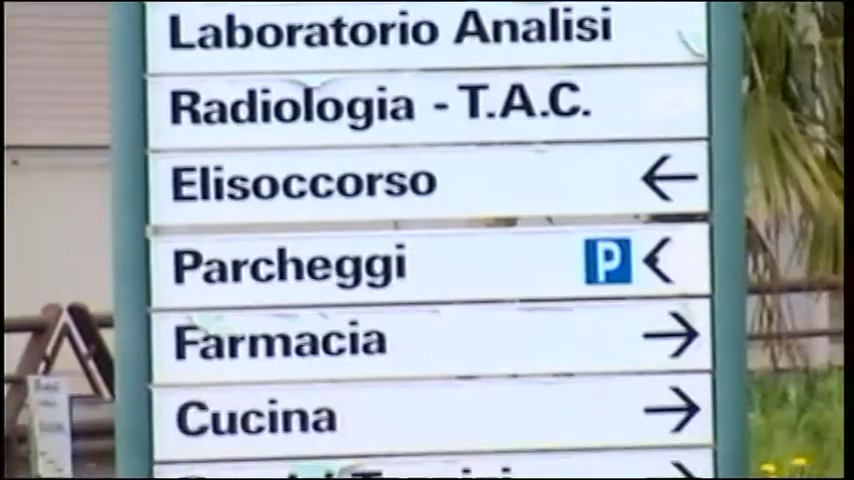 Laboratorio Analisi
Radiologia - T.A.C.
Elisoccorso ←
Parcheggi P ←
Farmacia →
Cucina →